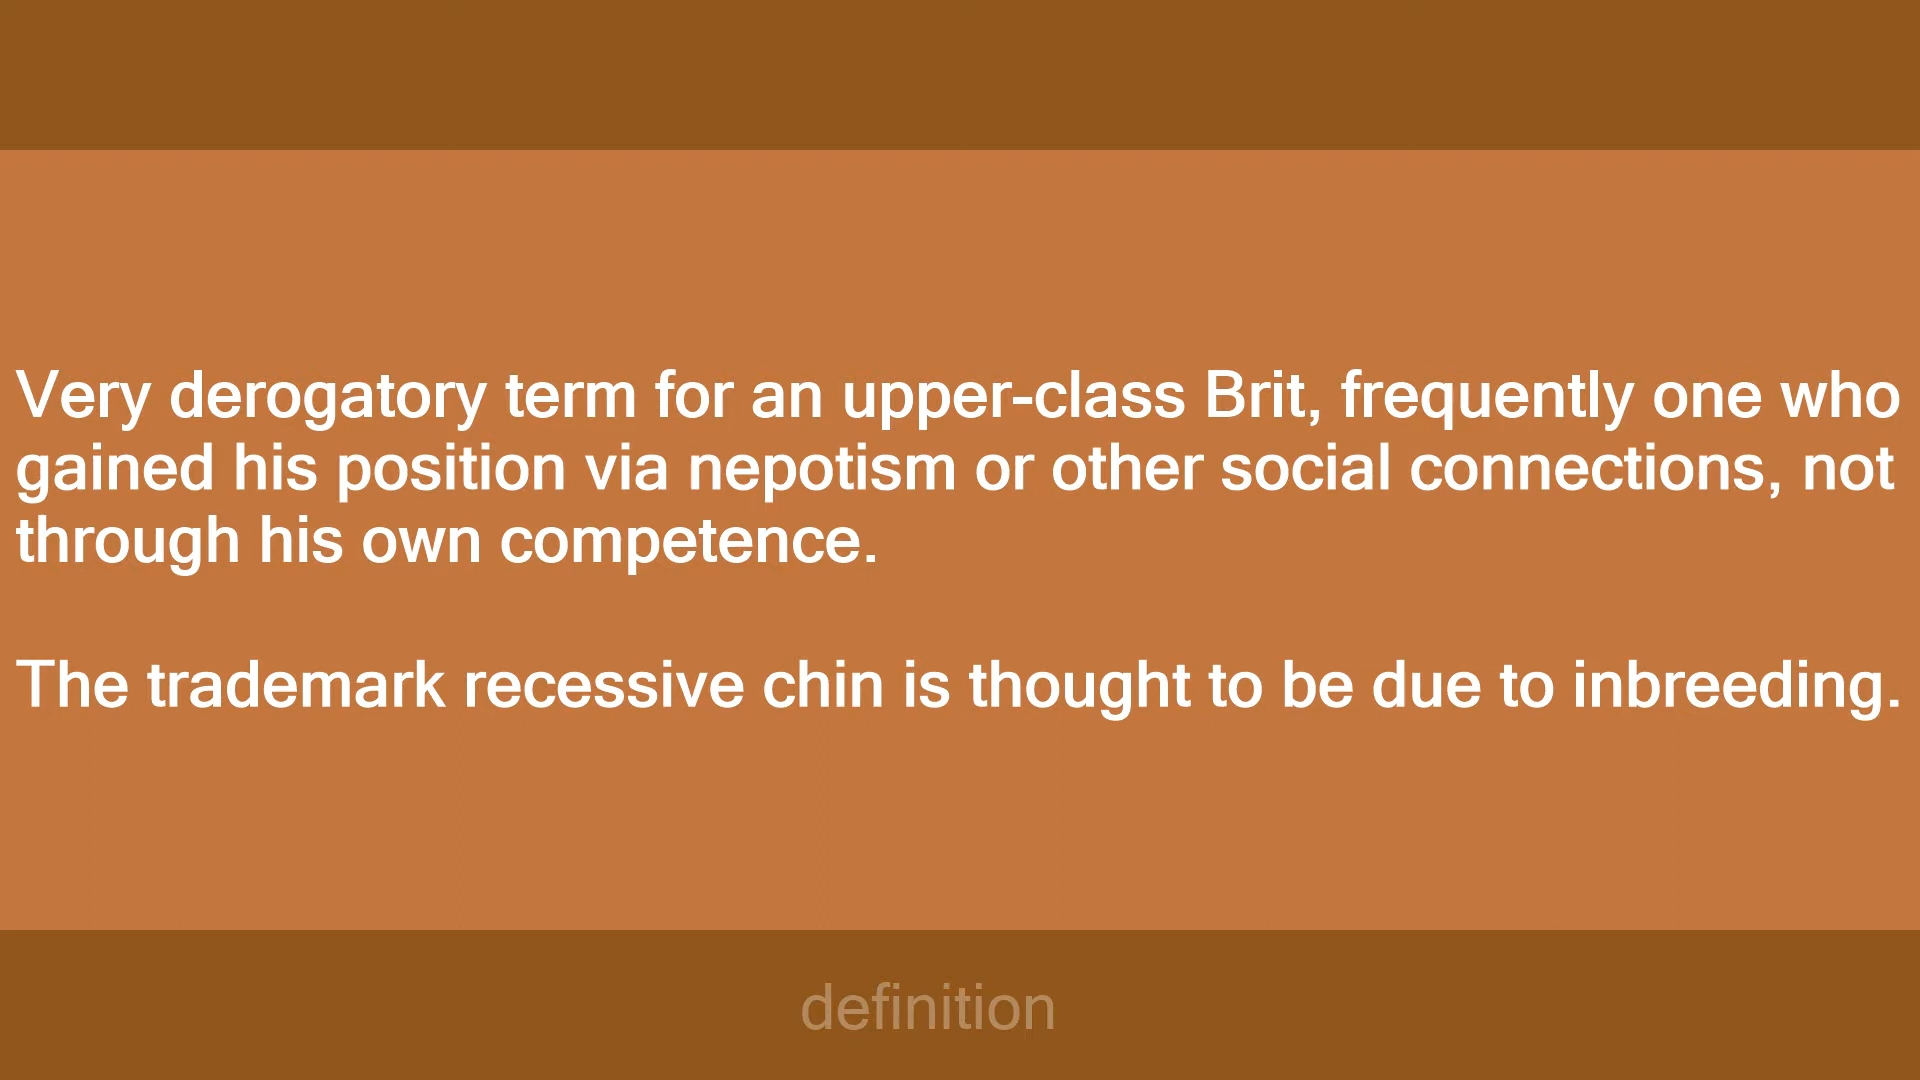 Very derogatory term for an upper-class Brit, frequently one who
gained his position via nepotism or other social connections, not
through his own competence.
The trademark recessive chin is thought to be due to inbreeding.
definition